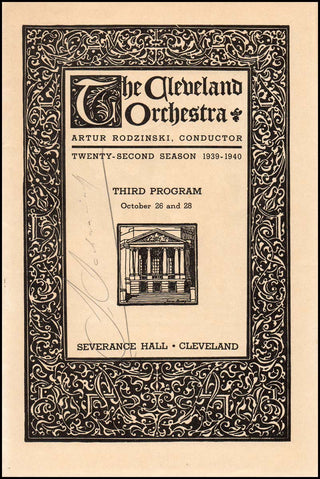 The Cleveland
Orchestra
ARTUR RODZINSKI, CONDUCTOR
TWENTY-SECOND SEASON 1939-1940
THIRD PROGRAM
October 26 and 28
SEVERANCE HALL • CLEVELAND